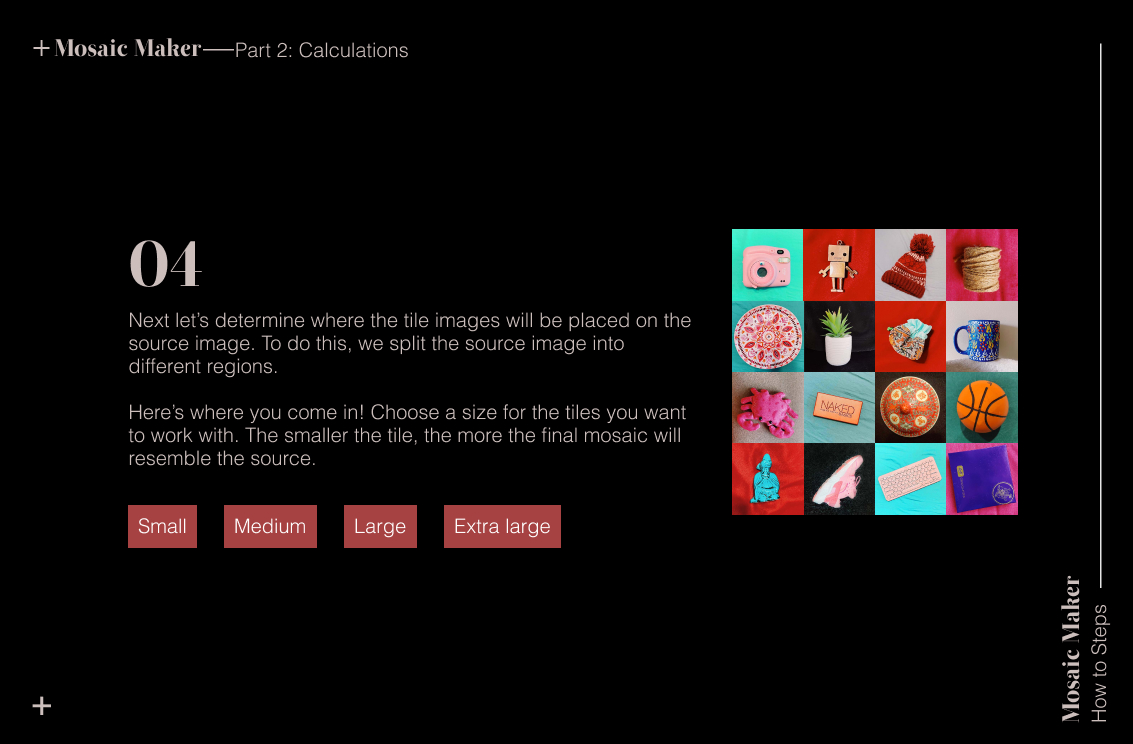 +Mosaic Maker—Part 2: Calculations
04
Next let’s determine where the tile images will be placed on the
source image. To do this, we split the source image into
different regions.
Here’s where you come in! Choose a size for the tiles you want
to work with. The smaller the tile, the more the final mosaic will
resemble the source.
Small
Medium
Large
Extra large
NAKED
Mosaic Maker
How to Steps
+